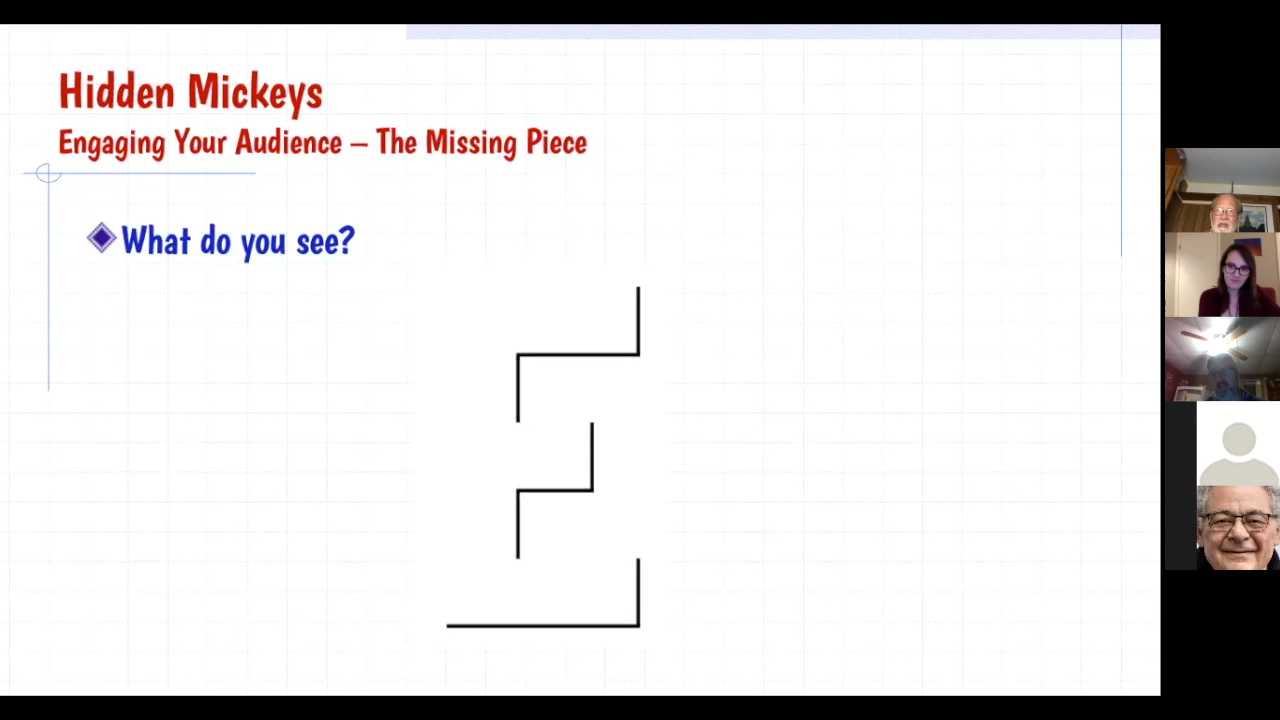 Hidden Mickeys
Engaging Your Audience – The Missing Piece
What do you see?